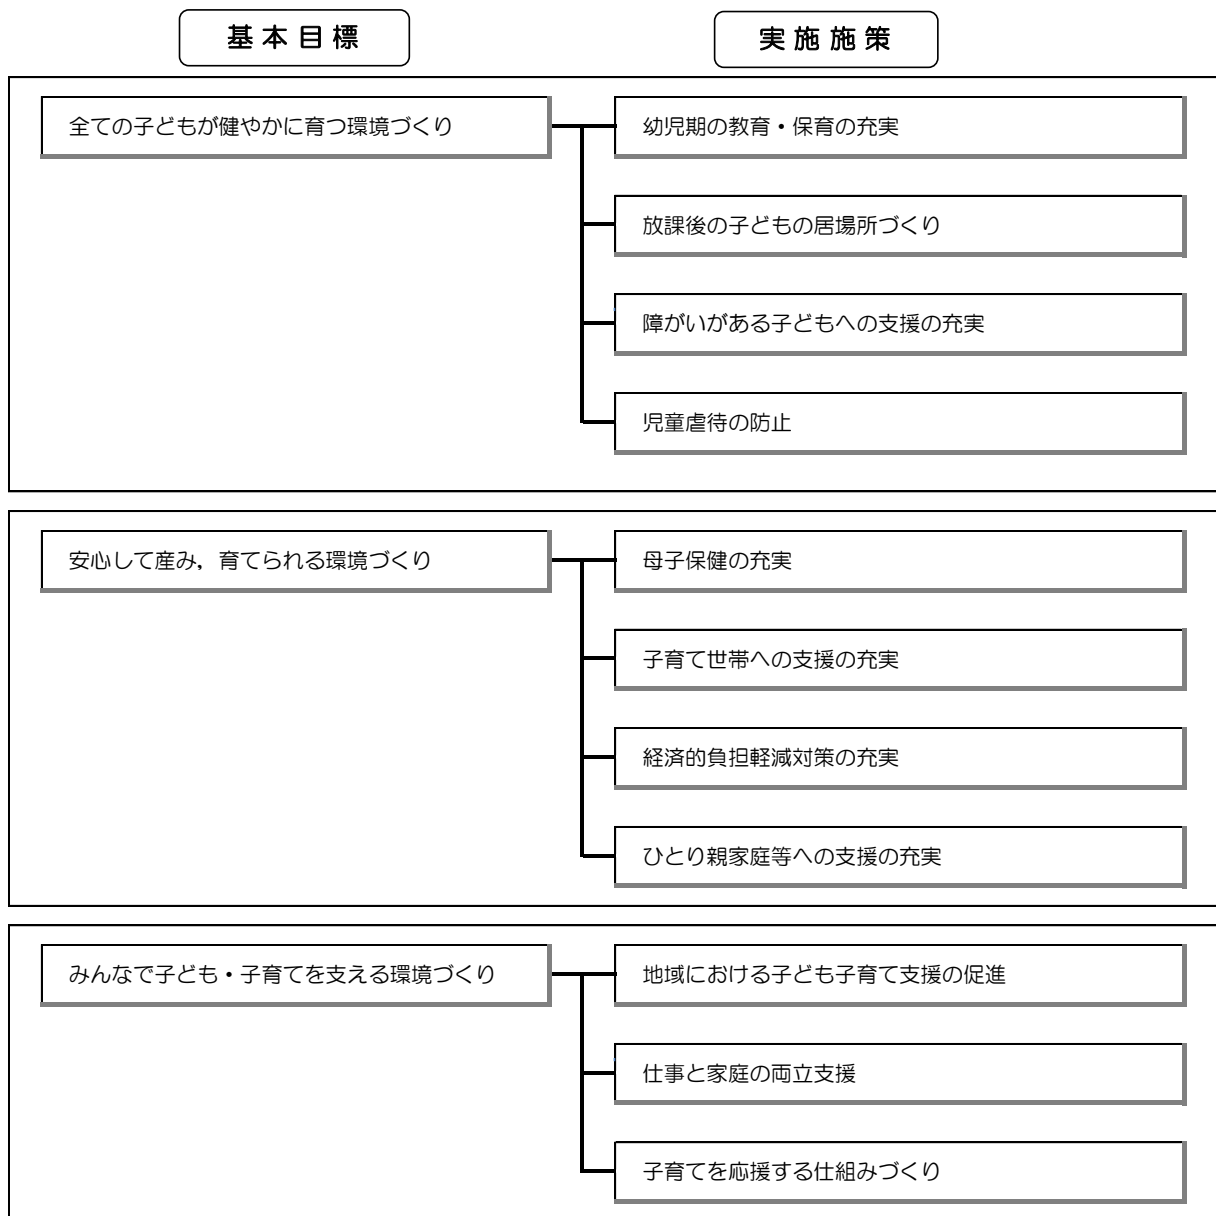 基本目標
実施施策
全ての子どもが健やかに育つ環境づくり
幼児期の教育・保育の充実
放課後の子どもの居場所づくり
障がいがある子どもへの支援の充実
児童虐待の防止
安心して産み，育てられる環境づくり
母子保健の充実
子育て世帯への支援の充実
経済的負担軽減対策の充実
ひとり親家庭等への支援の充実
みんなで子ども・子育てを支える環境づくり
地域における子ども子育て支援の促進
仕事と家庭の両立支援
子育てを応援する仕組みづくり